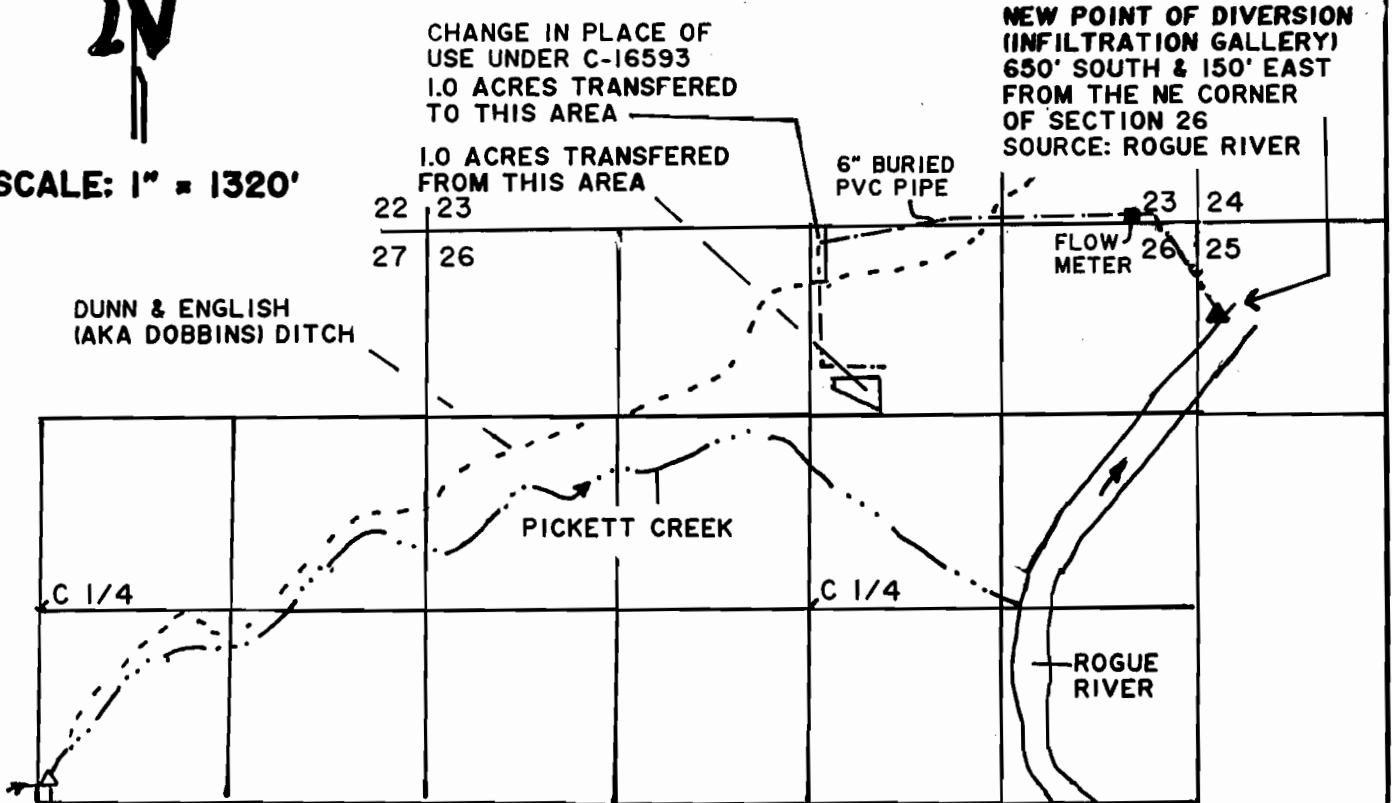 N
SCALE: 1" = 1320'
CHANGE IN PLACE OF
USE UNDER C-16593
1.0 ACRES TRANSFERED
TO THIS AREA
1.0 ACRES TRANSFERED
FROM THIS AREA
6" BURIED
PVC PIPE
NEW POINT OF DIVERSION
(INFILTRATION GALLERY)
650' SOUTH & 150' EAST
FROM THE NE CORNER
OF SECTION 26
SOURCE: ROGUE RIVER
22 23
27 26
23 24
26 25
FLOW
METER
DUNN & ENGLISH
(AKA DOBBINS) DITCH
PICKETT CREEK
C 1/4
C 1/4
ROGUE
RIVER